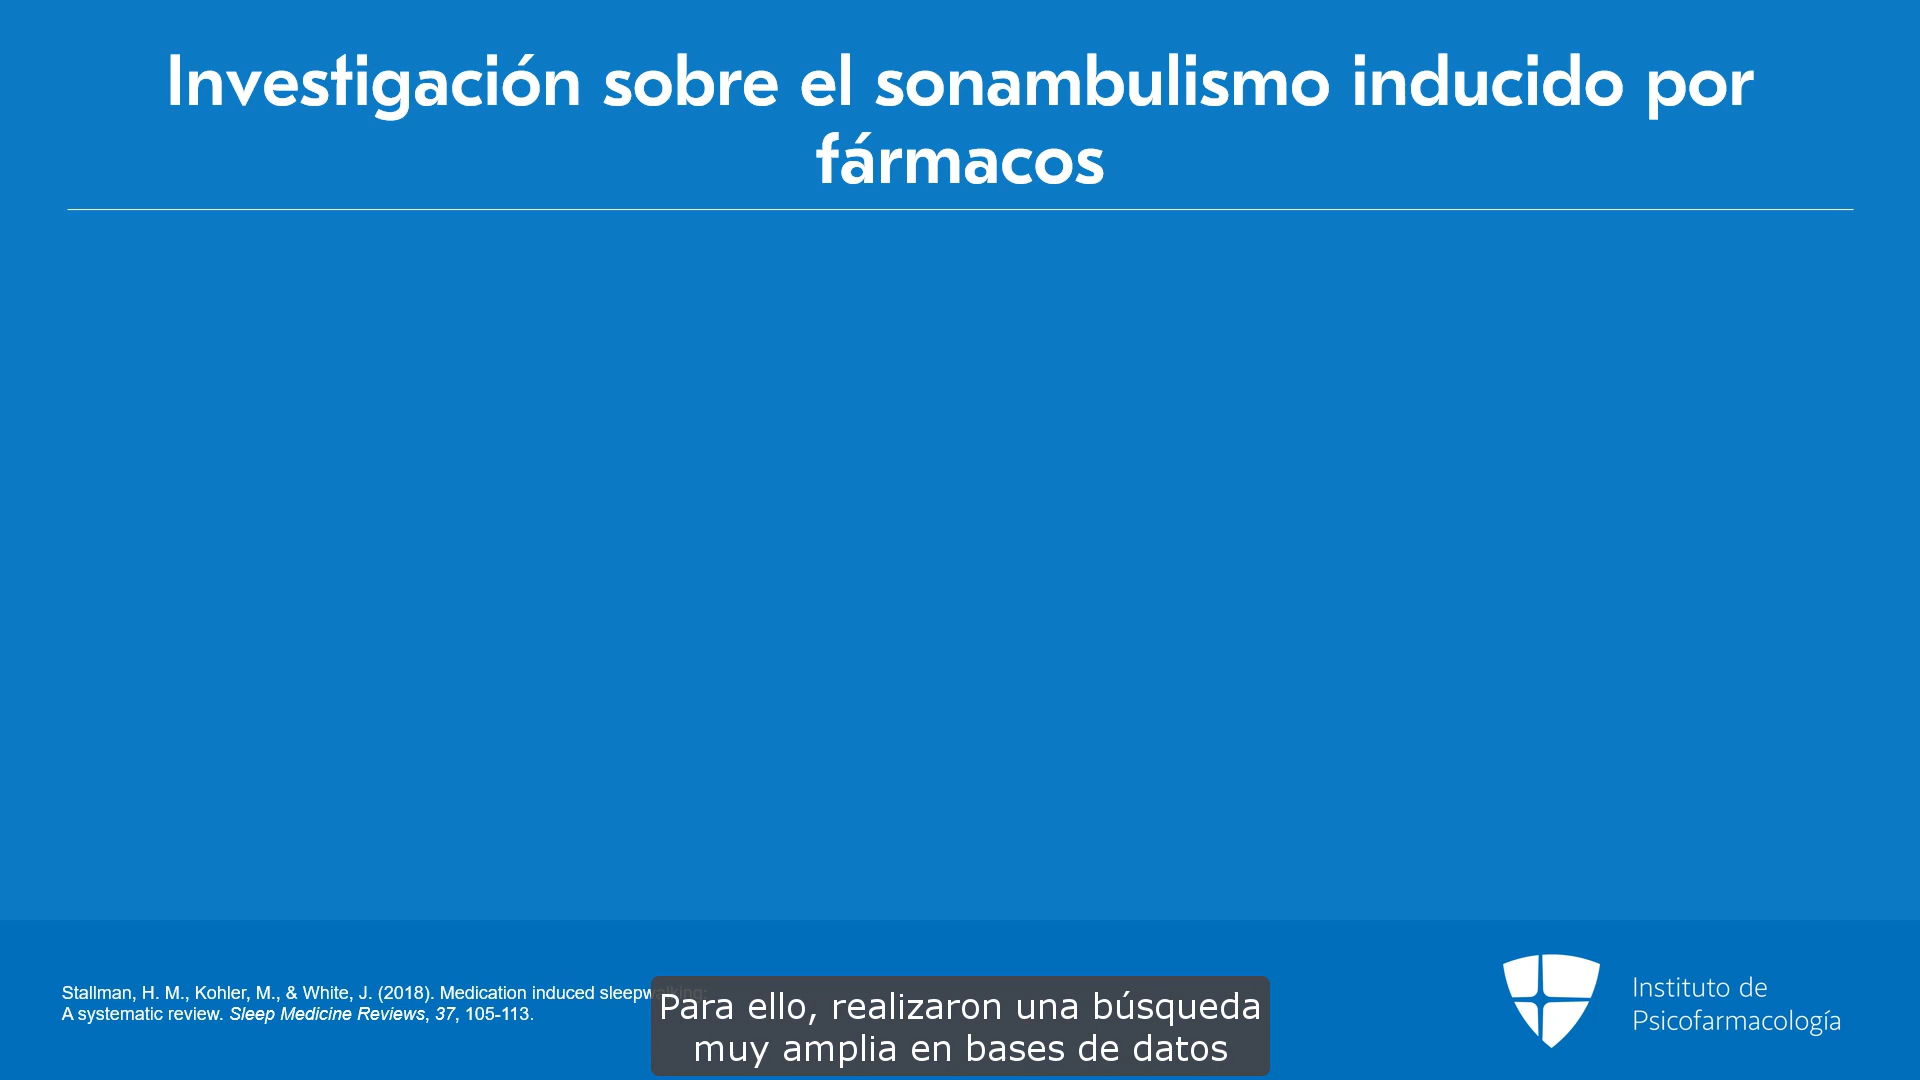 Investigación sobre el sonambulismo inducido por
fármacos
Stallman, H. M., Kohler, M., & White, J. (2018). Medication induced sleepwalking:
A systematic review. Sleep Medicine Reviews, 37, 105-113.
Para ello, realizaron una búsqueda
muy amplia en bases de datos
Instituto de
Psicofarmacología